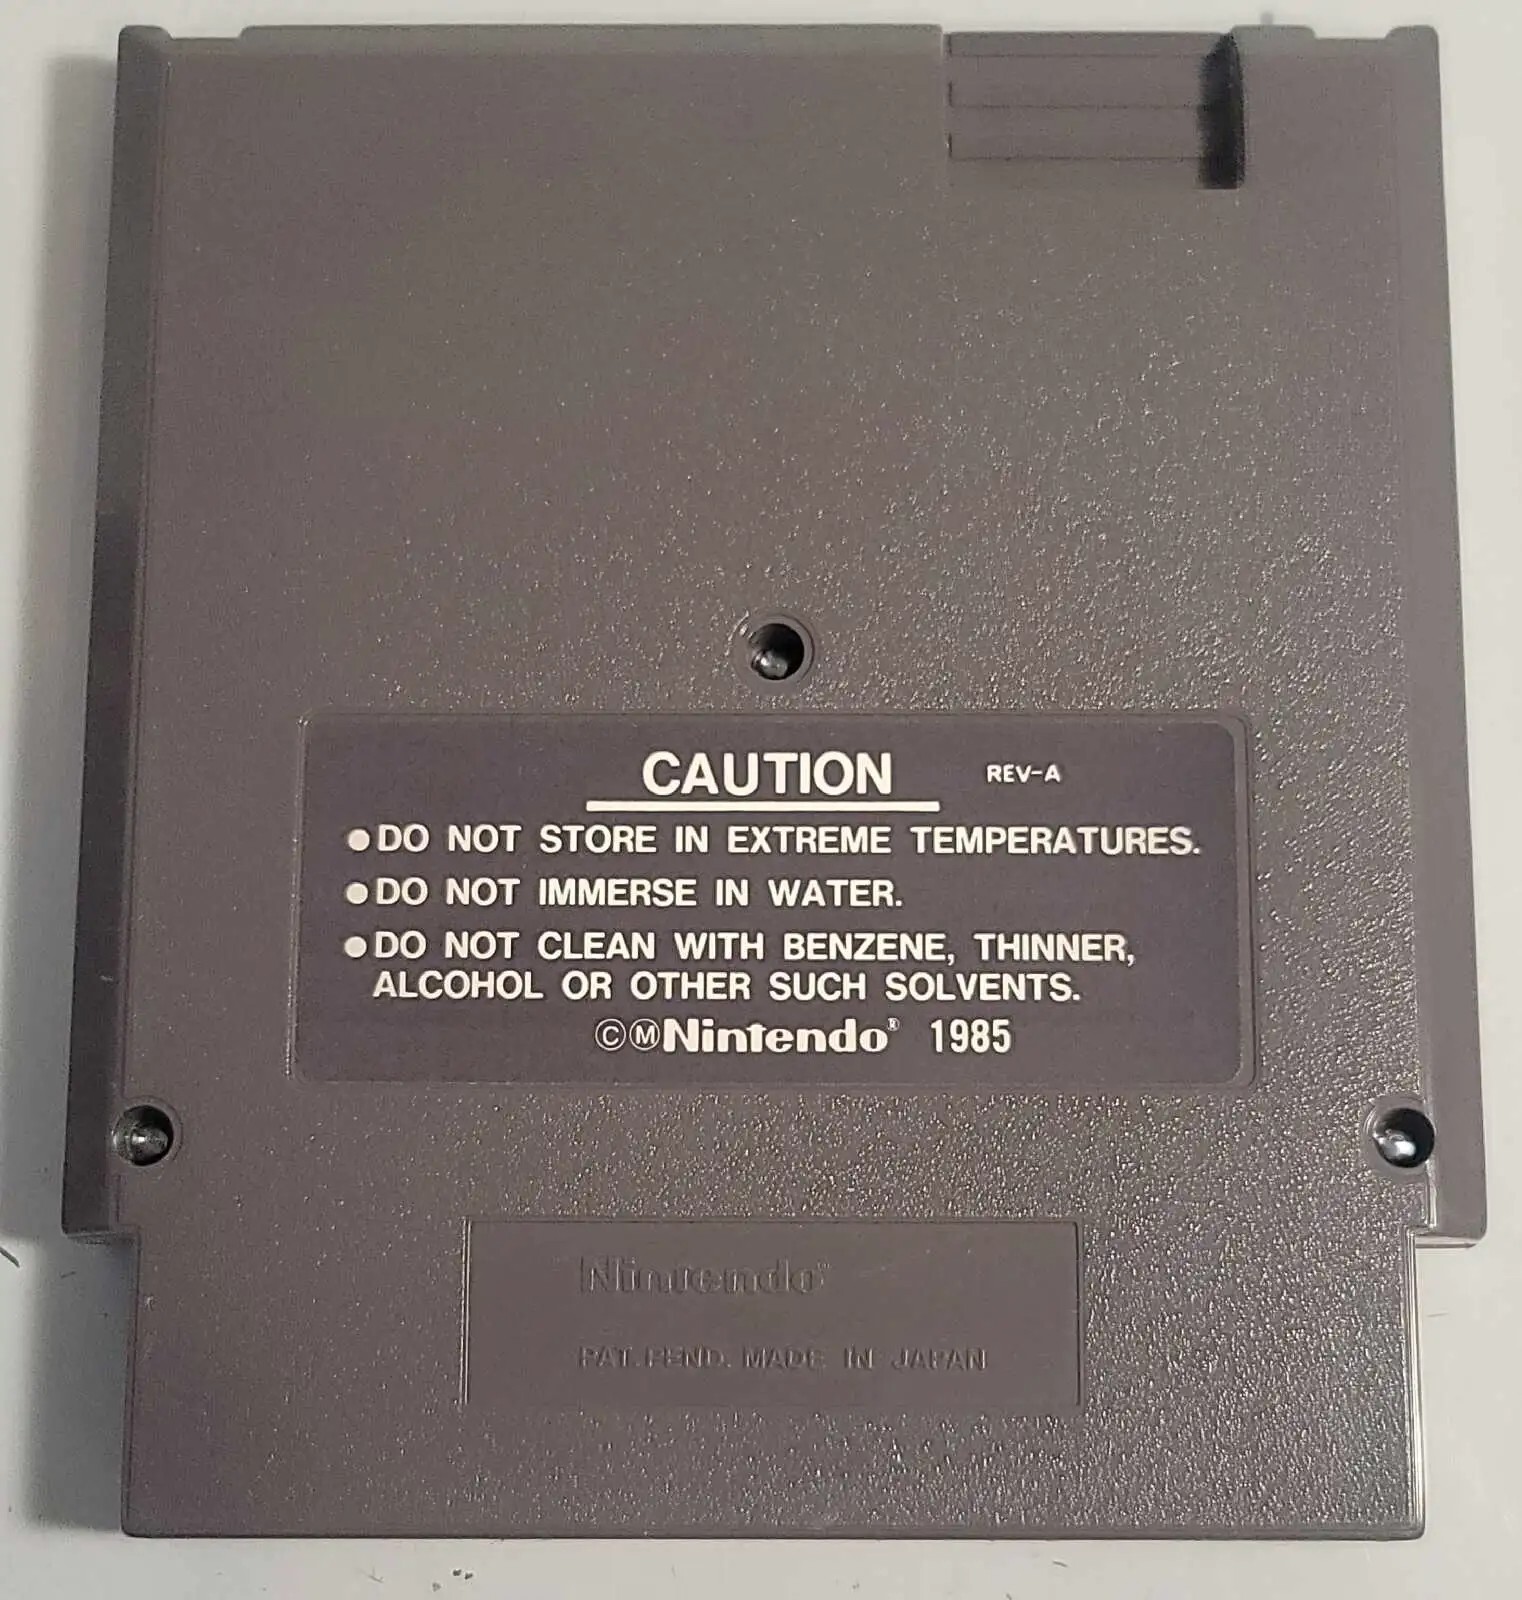 CAUTION REV-A
●DO NOT STORE IN EXTREME TEMPERATURES.
●DO NOT IMMERSE IN WATER.
●DO NOT CLEAN WITH BENZENE, THINNER,
ALCOHOL OR OTHER SUCH SOLVENTS.
ⒸⓂNintendo® 1985
Nintendo®
PAT. PEND. MADE IN JAPAN